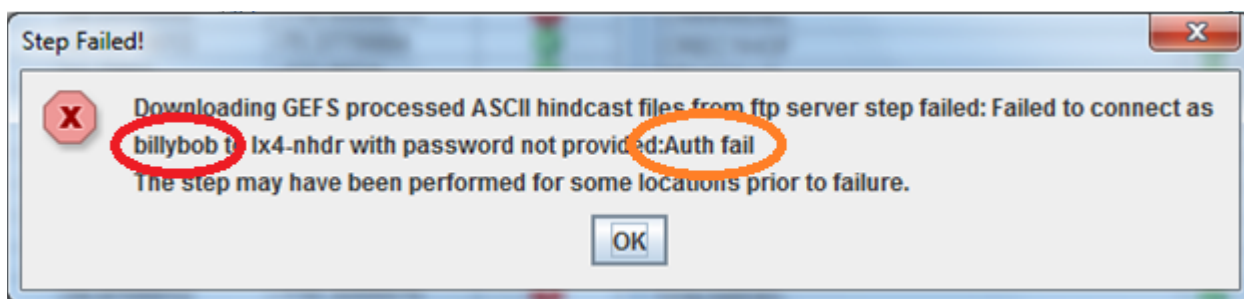 Step Failed!
Downloading GEFS processed ASCII hindcast files from ftp server step failed: Failed to connect as
billybob to lx4-nhdr with password not provided:Auth fail
The step may have been performed for some locations prior to failure.
OK